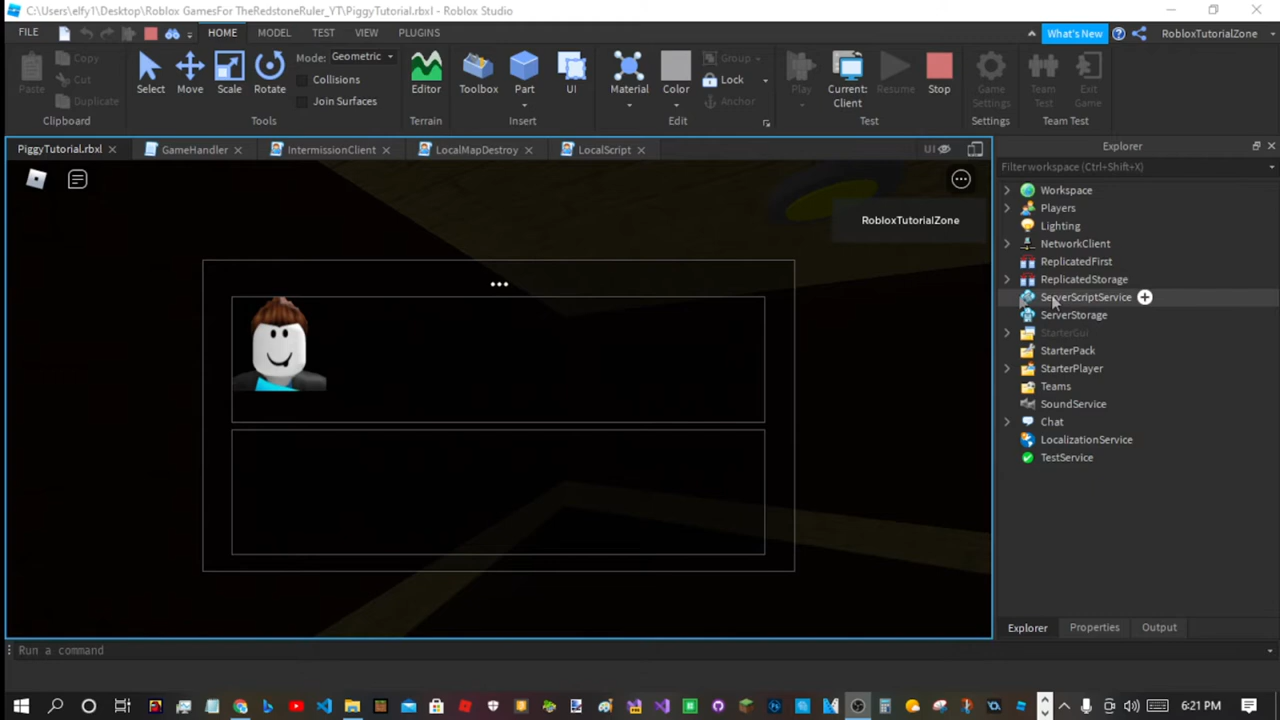 C:\Users\elfy1\Desktop\Roblox GamesFor TheRedstoneRuler_YT\PiggyTutorial.rbxl - Roblox Studio
FILE HOME MODEL TEST VIEW PLUGINS What's New RobloxTutorialZone
Paste Copy Cut Duplicate Select Move Scale Rotate Mode: Geometric Collisions Join Surfaces Editor Toolbox Part UI Material Color Group Lock Anchor Play Current: Client Resume Stop Game Settings Team Test Exit Game
Clipboard Tools Terrain Insert Edit Test Settings Team Test
PiggyTutorial.rbxl GameHandler IntermissionClient LocalMapDestroy LocalScript UI
Explorer
Filter workspace (Ctrl+Shift+X)
RobloxTutorialZone
...
Workspace
Players
Lighting
NetworkClient
ReplicatedFirst
ReplicatedStorage
ServerScriptService
ServerStorage
StarterGui
StarterPack
StarterPlayer
Teams
SoundService
Chat
LocalizationService
TestService
Explorer Properties Output
Run a command
6:21 PM